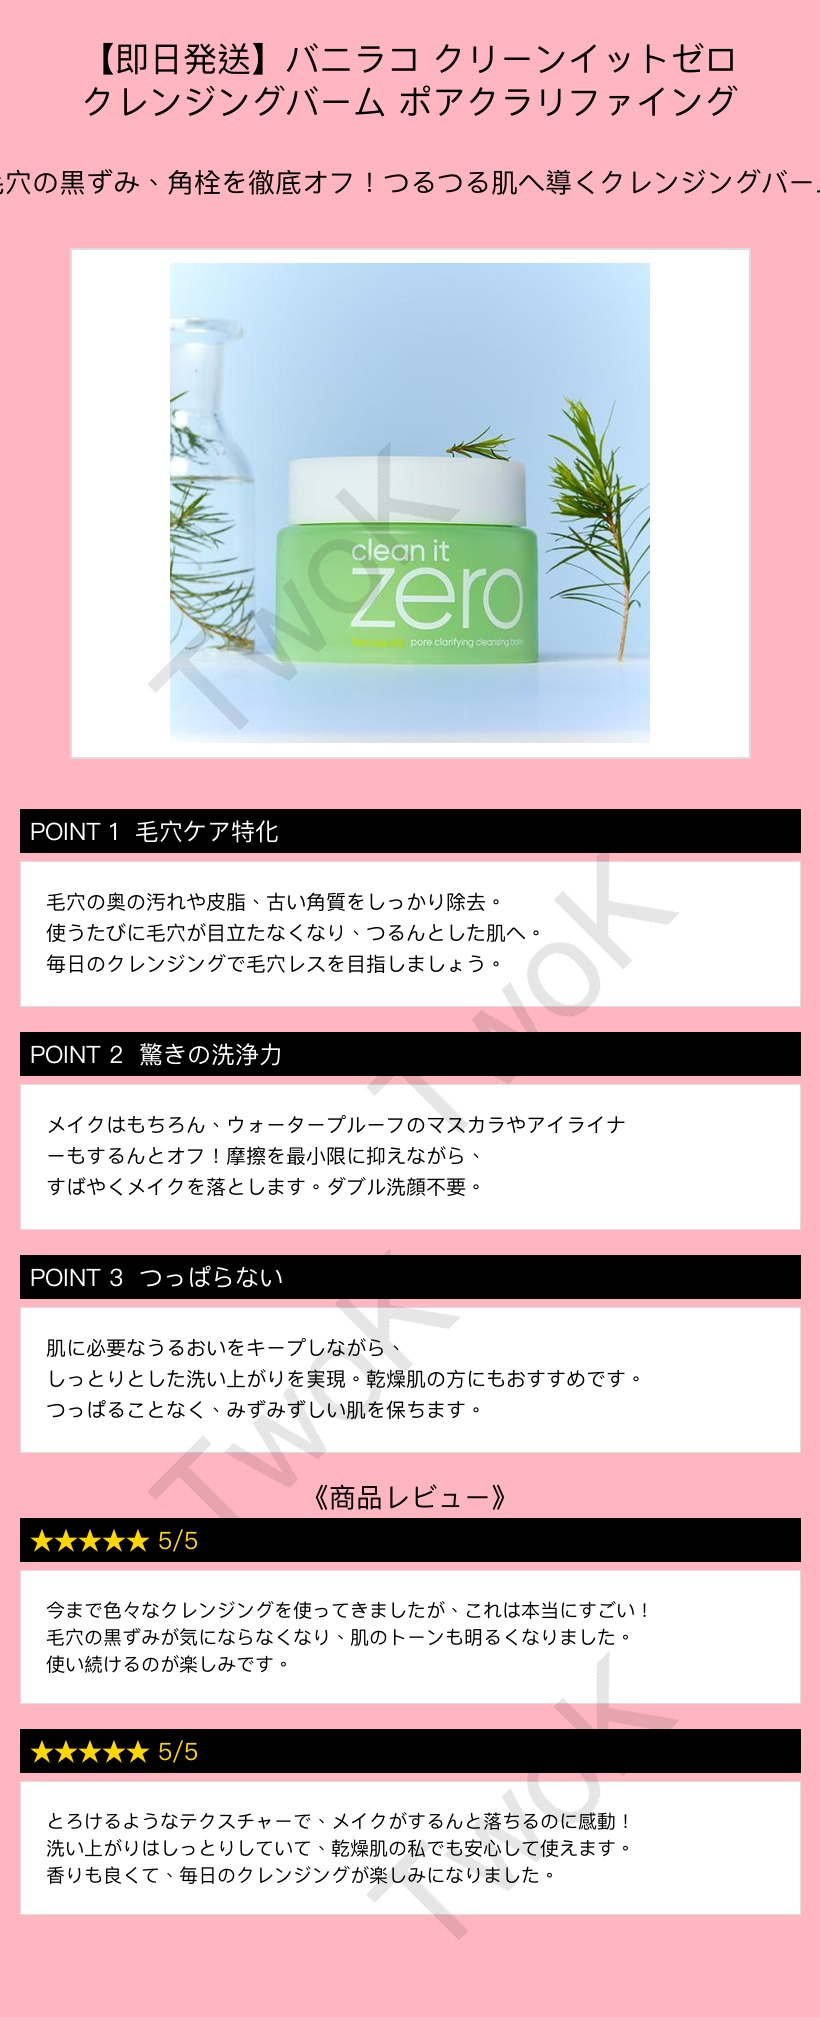 【即日発送】バニラコ クリーンイットゼロ
クレンジングバーム ポアクラリファイング
穴の黒ずみ、角栓を徹底オフ！つるつる肌へ導くクレンジングバー
clean it
zero
pore clarifying cleansing balm
TwoK
POINT 1 毛穴ケア特化
毛穴の奥の汚れや皮脂、古い角質をしっかり除去。
使うたびに毛穴が目立たなくなり、つるんとした肌へ。
毎日のクレンジングで毛穴レスを目指しましょう。
TwoK
POINT 2 驚きの洗浄力
メイクはもちろん、ウォータープルーフのマスカラやアイライナ
ーもするんとオフ！摩擦を最小限に抑えながら、
すばやくメイクを落とします。ダブル洗顔不要。
POINT 3 つっぱらない
肌に必要なうるおいをキープしながら、
しっとりとした洗い上がりを実現。乾燥肌の方にもおすすめです。
つっぱることなく、みずみずしい肌を保ちます。
TwoK
《商品レビュー》
★★★★★ 5/5
今まで色々なクレンジングを使ってきましたが、これは本当にすごい！
毛穴の黒ずみが気にならなくなり、肌のトーンも明るくなりました。
使い続けるのが楽しみです。
★★★★★ 5/5
とろけるようなテクスチャーで、メイクがするんと落ちるのに感動！
洗い上がりはしっとりしていて、乾燥肌の私でも安心して使えます。
香りも良くて、毎日のクレンジングが楽しみになりました。
TwoK